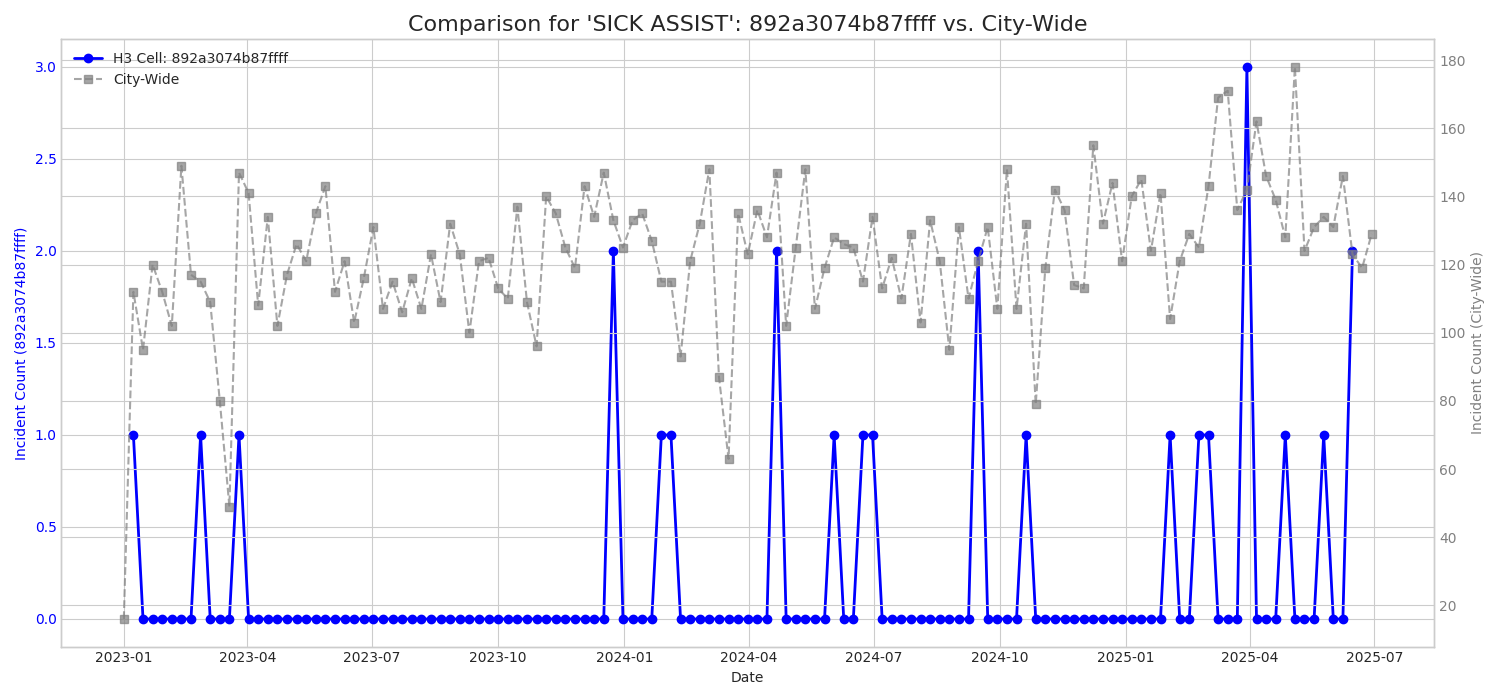 Comparison for 'SICK ASSIST': 892a3074b87ffff vs. City-Wide
H3 Cell: 892a3074b87ffff
City-Wide
Incident Count (892a3074b87ffff)
3.0
2.5
2.0
1.5
1.0
0.5
0.0
180
160
140
120
100
80
60
40
20
Incident Count (City-Wide)
2023-01 2023-04 2023-07 2023-10 2024-01 2024-04 2024-07 2024-10 2025-01 2025-04 2025-07
Date